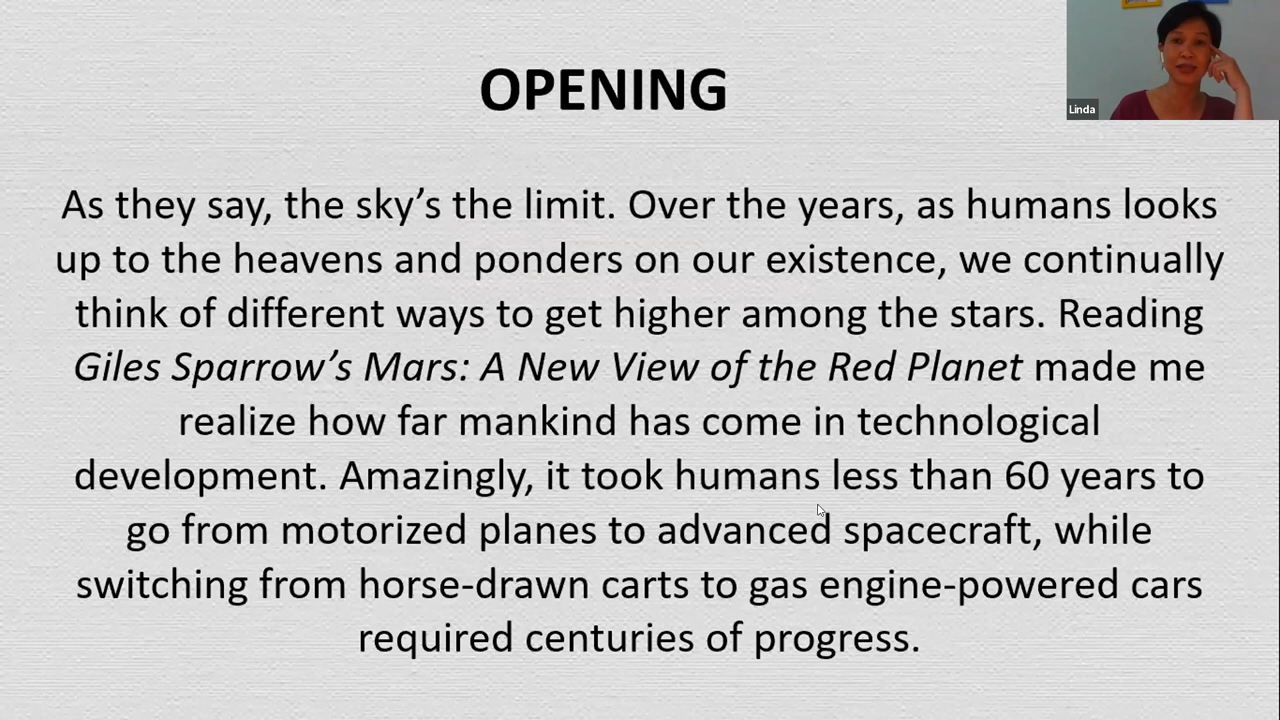 OPENING
Linda
As they say, the sky’s the limit. Over the years, as humans looks
up to the heavens and ponders on our existence, we continually
think of different ways to get higher among the stars. Reading
Giles Sparrow’s Mars: A New View of the Red Planet made me
realize how far mankind has come in technological
development. Amazingly, it took humans less than 60 years to
go from motorized planes to advanced spacecraft, while
switching from horse-drawn carts to gas engine-powered cars
required centuries of progress.